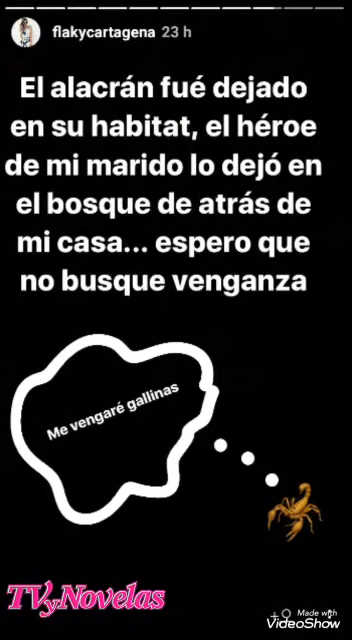 flakycartagena 23 h
El alacrán fué dejado
en su habitat, el héroe
de mi marido lo dejó en
el bosque de atrás de
mi casa... espero que
no busque venganza
Me vengaré gallinas
TVyNovelas
Made with
VideoShow